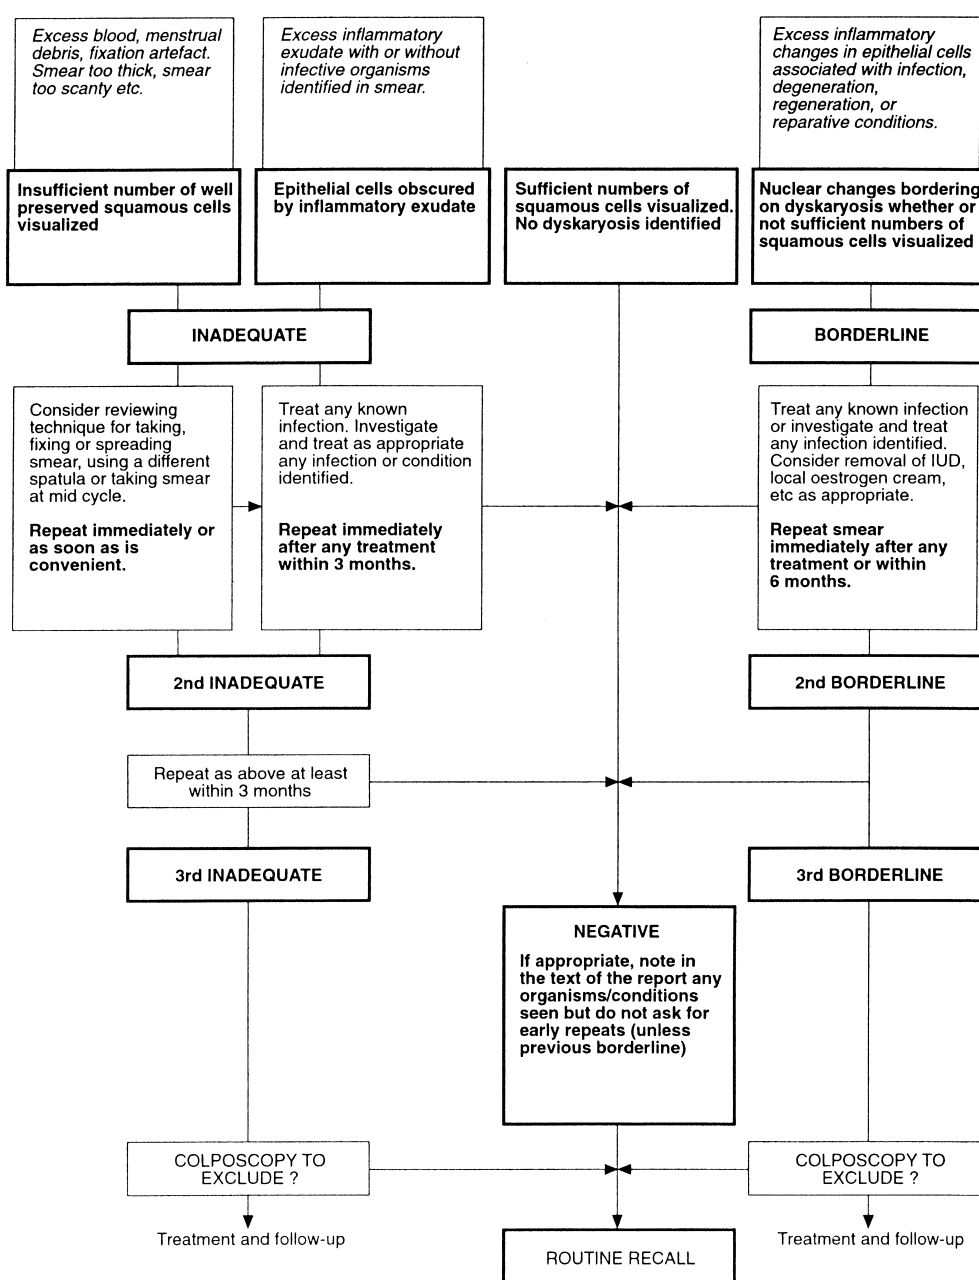 Excess blood, menstrual
debris, fixation artefact.
Smear too thick, smear
too scanty etc.
Excess inflammatory
exudate with or without
infective organisms
identified in smear.
Excess inflammatory
changes in epithelial cells
associated with infection,
degeneration,
regeneration, or
reparative conditions.
Insufficient number of well
preserved squamous cells
visualized
Epithelial cells obscured
by inflammatory exudate
Sufficient numbers of
squamous cells visualized.
No dyskaryosis identified
Nuclear changes bordering
on dyskaryosis whether or
not sufficient numbers of
squamous cells visualized
INADEQUATE
BORDERLINE
Consider reviewing
technique for taking,
fixing or spreading
smear, using a different
spatula or taking smear
at mid cycle.
Repeat immediately or
as soon as is
convenient.
Treat any known
infection. Investigate
and treat as appropriate
any infection or condition
identified.
Repeat immediately
after any treatment
within 3 months.
Treat any known infection
or investigate and treat
any infection identified.
Consider removal of IUD,
local oestrogen cream,
etc as appropriate.
Repeat smear
immediately after any
treatment or within
6 months.
2nd INADEQUATE
2nd BORDERLINE
Repeat as above at least
within 3 months
3rd INADEQUATE
3rd BORDERLINE
NEGATIVE
If appropriate, note in
the text of the report any
organisms/conditions
seen but do not ask for
early repeats (unless
previous borderline)
COLPOSCOPY TO
EXCLUDE ?
COLPOSCOPY TO
EXCLUDE ?
Treatment and follow-up
ROUTINE RECALL
Treatment and follow-up